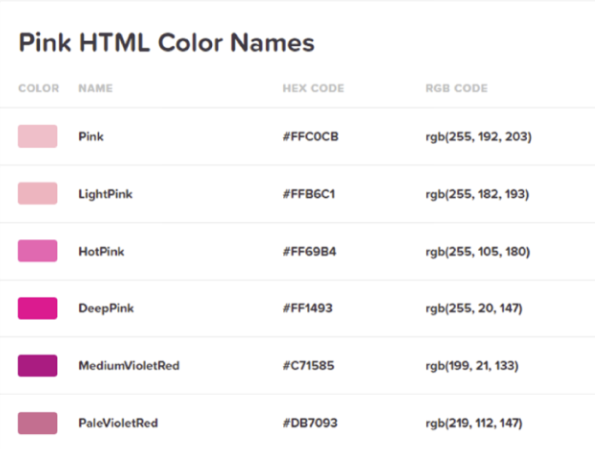 Pink HTML Color Names
COLOR NAME HEX CODE RGB CODE
Pink #FFC0CB rgb(255, 192, 203)
LightPink #FFB6C1 rgb(255, 182, 193)
HotPink #FF69B4 rgb(255, 105, 180)
DeepPink #FF1493 rgb(255, 20, 147)
MediumVioletRed #C71585 rgb(199, 21, 133)
PaleVioletRed #DB7093 rgb(219, 112, 147)